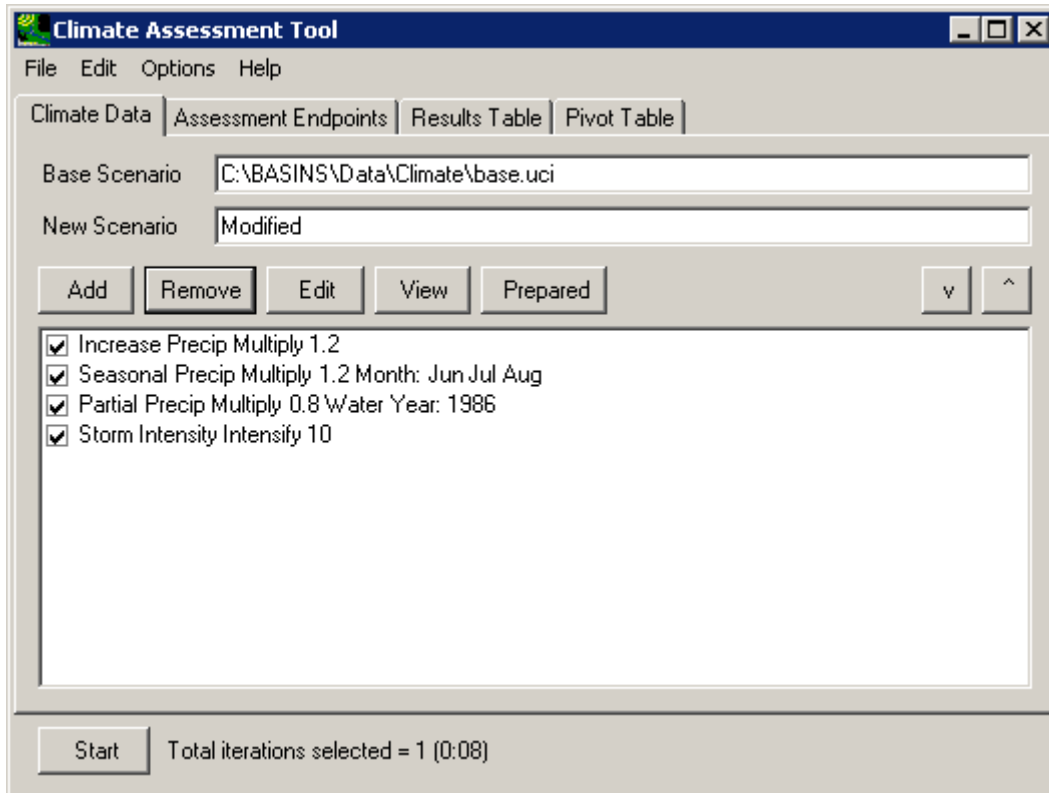 Climate Assessment Tool
File Edit Options Help
Climate Data Assessment Endpoints Results Table Pivot Table
Base Scenario C:\BASINS\Data\Climate\base.uci
New Scenario Modified
Add Remove Edit View Prepared v ^
Increase Precip Multiply 1.2
Seasonal Precip Multiply 1.2 Month: Jun Jul Aug
Partial Precip Multiply 0.8 Water Year: 1986
Storm Intensity Intensify 10
Start Total iterations selected = 1 (0:08)